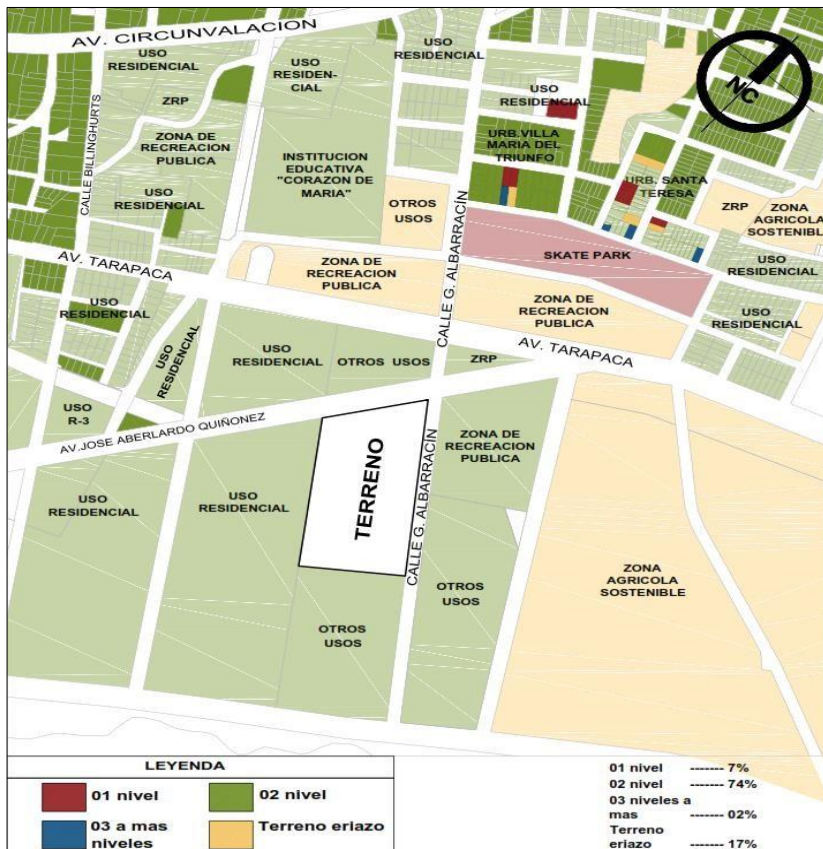 AV. CIRCUNVALACION
USO
RESIDENCIAL
USO
RESIDEN-
CIAL
USO
RESIDENCIAL
NC
ZRP
USO
RESIDENCIAL
CALLE BILLINGHURTS
ZONA DE
RECREACION
PUBLICA
INSTITUCION
EDUCATIVA
"CORAZON DE
MARIA"
URB.VILLA
MARIA DEL
TRIUNFO
URB. SANTA
TERESA
USO
RESIDENCIAL
OTROS
USOS
ZRP
ZONA
AGRICOLA
SOSTENIBLE
AV. TARAPACA
ZONA DE
RECREACION
PUBLICA
CALLE G. ALBARRACÍN
SKATE PARK
USO
RESIDENCIAL
USO
RESIDENCIAL
ZONA DE
RECREACION
PUBLICA
USO
RESIDENCIAL
USO
RESIDENCIAL
USO
RESIDENCIAL
OTROS USOS
ZRP
AV. TARAPACA
USO
R-3
AV.JOSE ABERLARDO QUIÑONEZ
TERRENO
CALLE G. ALBARRACÍN
ZONA DE
RECREACION
PUBLICA
USO
RESIDENCIAL
USO
RESIDENCIAL
ZONA
AGRICOLA
SOSTENIBLE
OTROS
USOS
OTROS
USOS
LEYENDA
01 nivel
02 nivel
03 a mas
niveles
Terreno eriazo
01 nivel ------- 7%
02 nivel ------- 74%
03 niveles a
mas ------- 02%
Terreno
eriazo ------- 17%